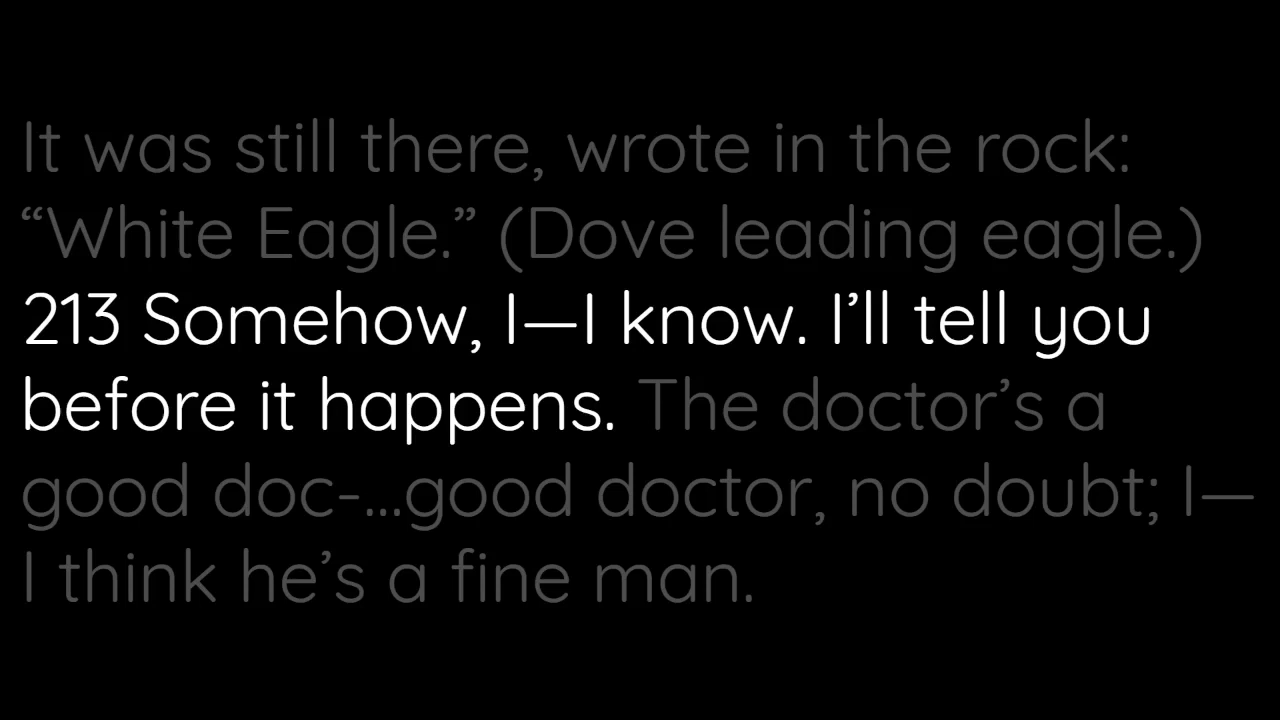 It was still there, wrote in the rock:
“White Eagle.” (Dove leading eagle.)
213 Somehow, I—I know. I’ll tell you
before it happens. The doctor’s a
good doc-...good doctor, no doubt; I—
I think he’s a fine man.